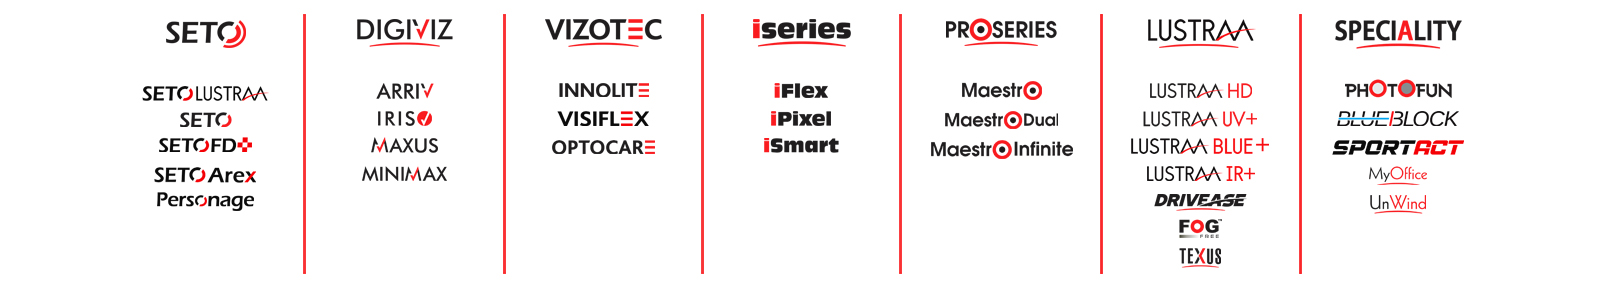 SETO
SETO LUSTRAA
SETO
SETO FD+
SETO Arex
Personage
DIGIVIZ
ARRIV
IRIS
MAXUS
MINIMAX
VIZOTEC
INNOLITE
VISIFLEX
OPTOCARE
iseries
iFlex
iPixel
iSmart
PROSERIES
Maestro
Maestro Dual
Maestro Infinite
LUSTRAA
LUSTRAA HD
LUSTRAA UV+
LUSTRAA BLUE+
LUSTRAA IR+
DRIVEASE
FOG™
FREE
TEXUS
SPECIALITY
PHOTOFUN
BLUEBLOCK
SPORTACT
MyOffice
UnWind